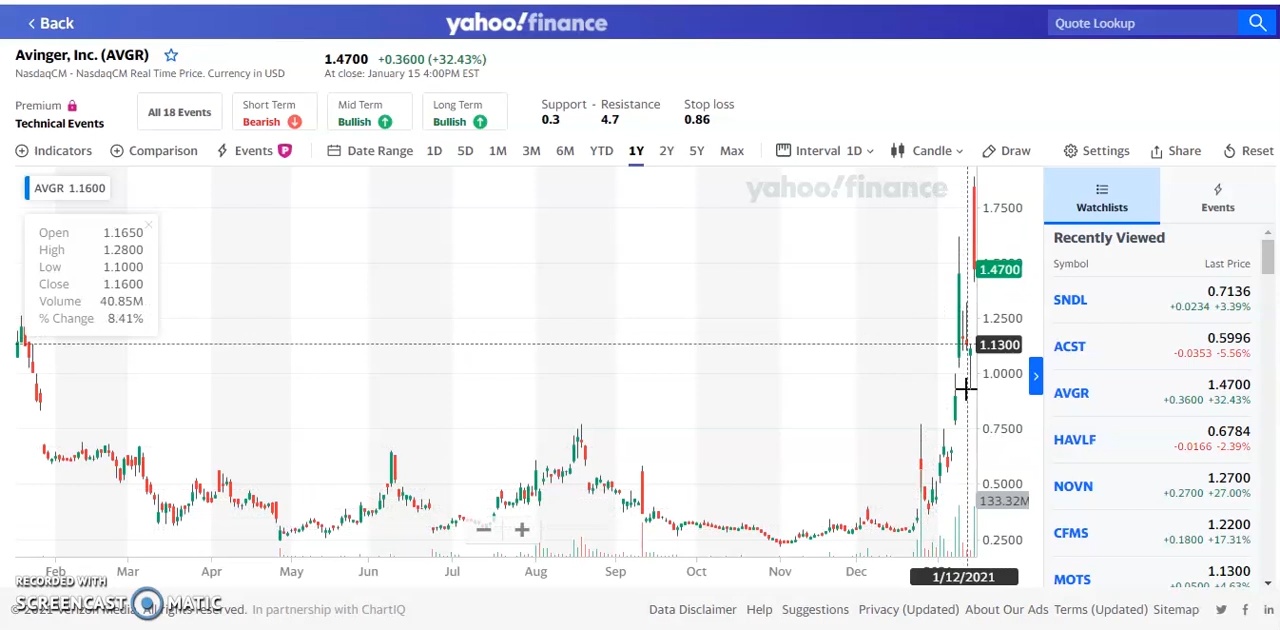 Back
yahoo!finance
Quote Lookup
Avinger, Inc. (AVGR)
1.4700 +0.3600 (+32.43%)
NasdaqCM - NasdaqCM Real Time Price. Currency in USD
At close: January 15 4:00PM EST
Premium
Technical Events
All 18 Events
Short Term
Bearish
Mid Term
Bullish
Long Term
Bullish
Support - Resistance
0.3 4.7
Stop loss
0.86
Indicators Comparison Events P Date Range 1D 5D 1M 3M 6M YTD 1Y 2Y 5Y Max Interval 1D Candle Draw Settings Share Reset
AVGR 1.1600
yahoo!finance
Open 1.1650
High 1.2800
Low 1.1000
Close 1.1600
Volume 40.85M
% Change 8.41%
1.7500
1.4700
1.2500
1.1300
1.0000
0.7500
0.5000
133.32M
0.2500
Feb Mar Apr May Jun Jul Aug Sep Oct Nov Dec
1/12/2021
Watchlists
Events
Recently Viewed
Symbol Last Price
SNDL 0.7136
+0.0234 +3.39%
ACST 0.5996
-0.0353 -5.56%
AVGR 1.4700
+0.3600 +32.43%
HAVLF 0.6784
-0.0166 -2.39%
NOVN 1.2700
+0.2700 +27.00%
CFMS 1.2200
+0.1800 +17.31%
MOTS 1.1300
+0.0500 +4.63%
RECORDED WITH
SCREENCAST MATIC
© 2021 Verizon Media. All rights reserved. In partnership with ChartIQ
Data Disclaimer Help Suggestions Privacy (Updated) About Our Ads Terms (Updated) Sitemap